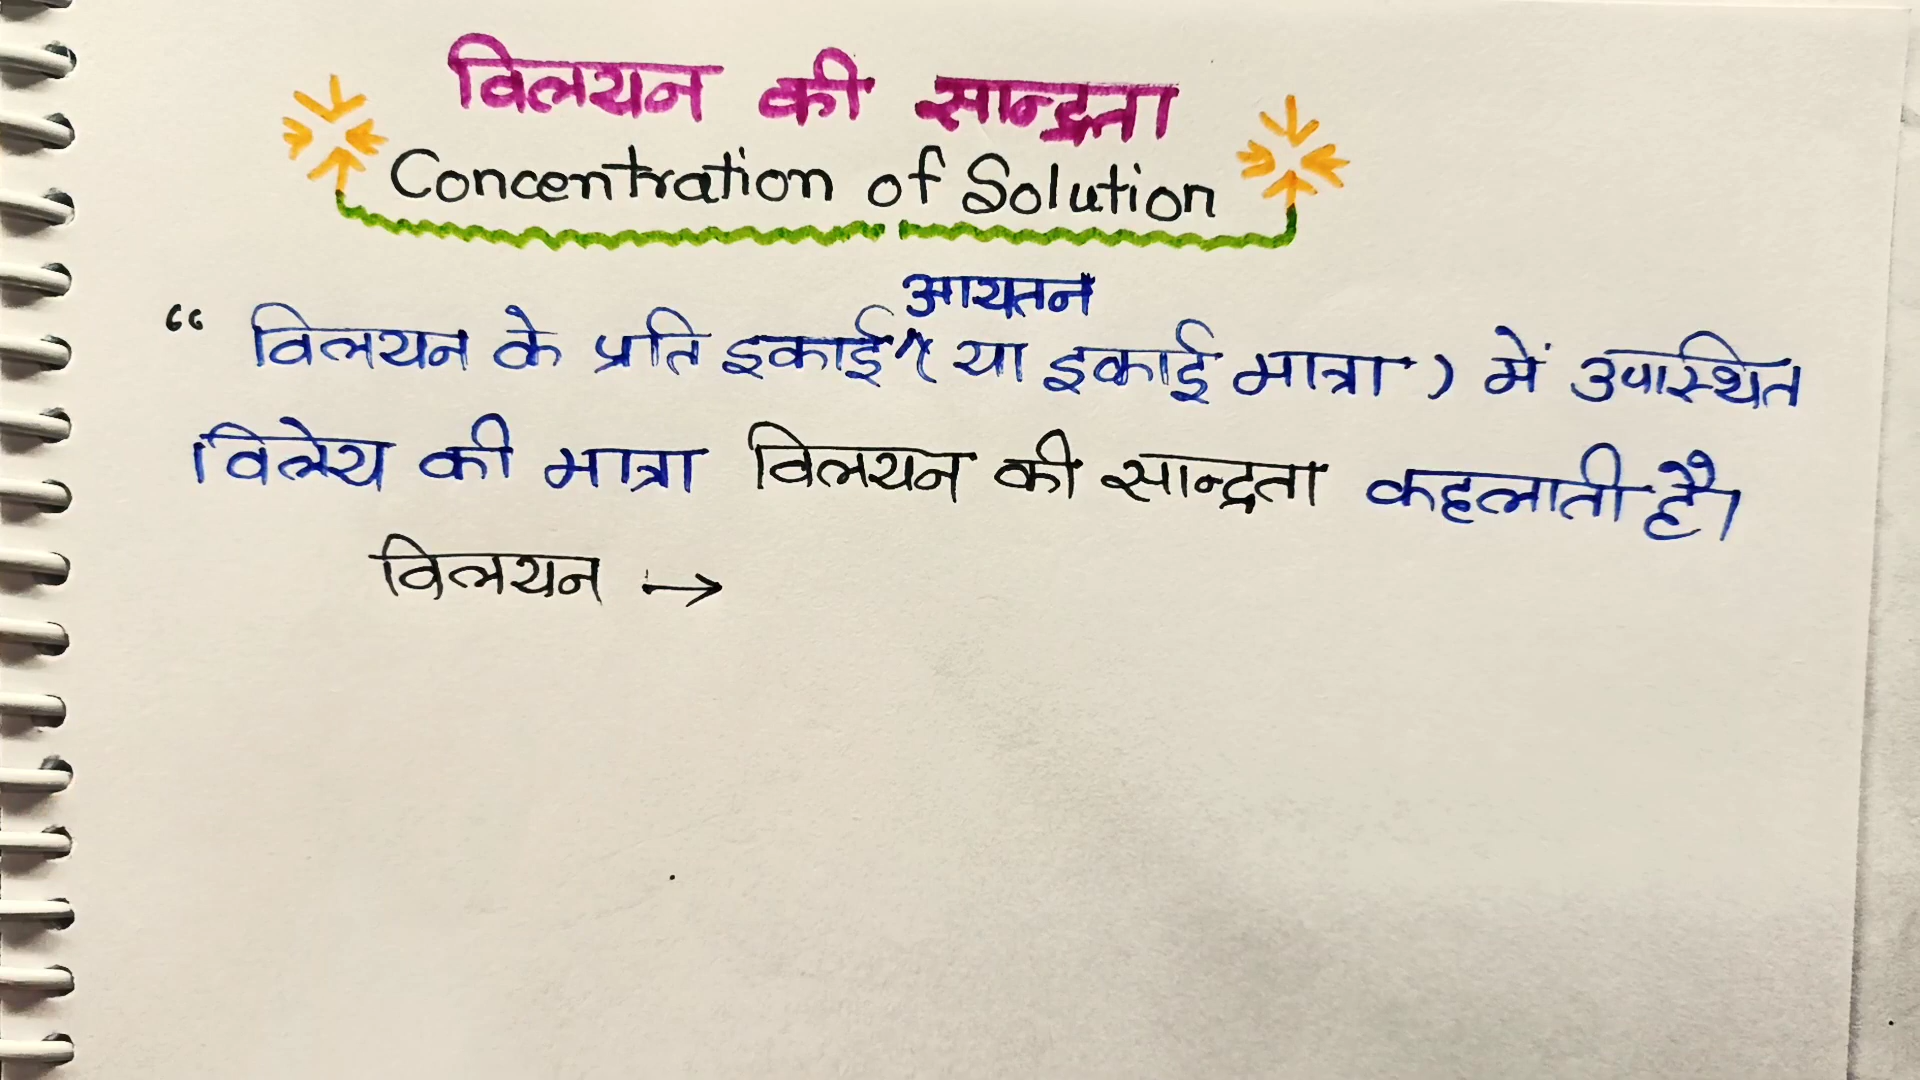 विलयन की सान्द्रता
Concentration of Solution
आयतन
“ विलयन के प्रति इकाई ^ ( या इकाई मात्रा ) में उपस्थित
विलेय की मात्रा विलयन की सान्द्रता कहलाती है।
विलयन →